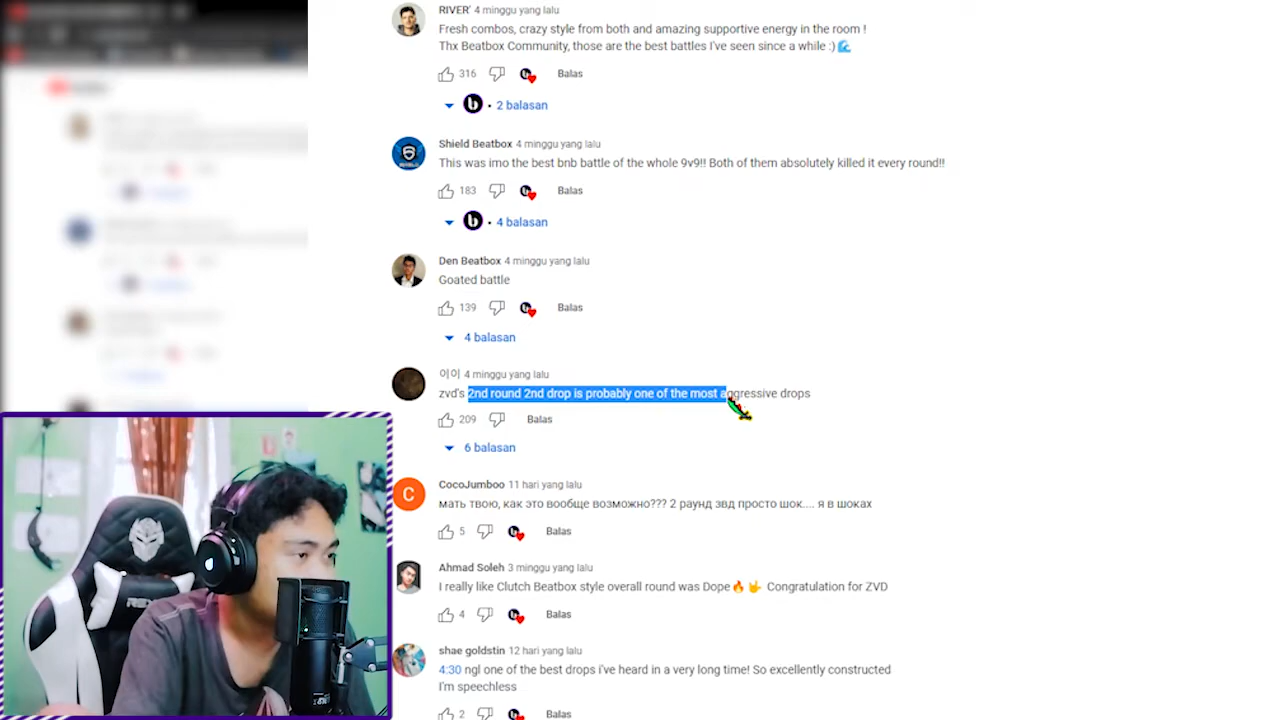 RIVER' 4 minggu yang lalu
Fresh combos, crazy style from both and amazing supportive energy in the room !
Thx Beatbox Community, those are the best battles I've seen since a while :)🌊
316 Balas
b • 2 balasan
Shield Beatbox 4 minggu yang lalu
This was imo the best bnb battle of the whole 9v9!! Both of them absolutely killed it every round!!
183 Balas
b • 4 balasan
Den Beatbox 4 minggu yang lalu
Goated battle
139 Balas
4 balasan
이이 4 minggu yang lalu
zvd's 2nd round 2nd drop is probably one of the most aggressive drops
209 Balas
6 balasan
C
CocoJumboo 11 hari yang lalu
мать твою, как это вообще возможно??? 2 раунд звд просто шок.... я в шоках
5 Balas
Ahmad Soleh 3 minggu yang lalu
I really like Clutch Beatbox style overall round was Dope🔥🤟 Congratulation for ZVD
4 Balas
shae goldstin 12 hari yang lalu
4:30 ngl one of the best drops i've heard in a very long time! So excellently constructed
I'm speechless
2 Balas